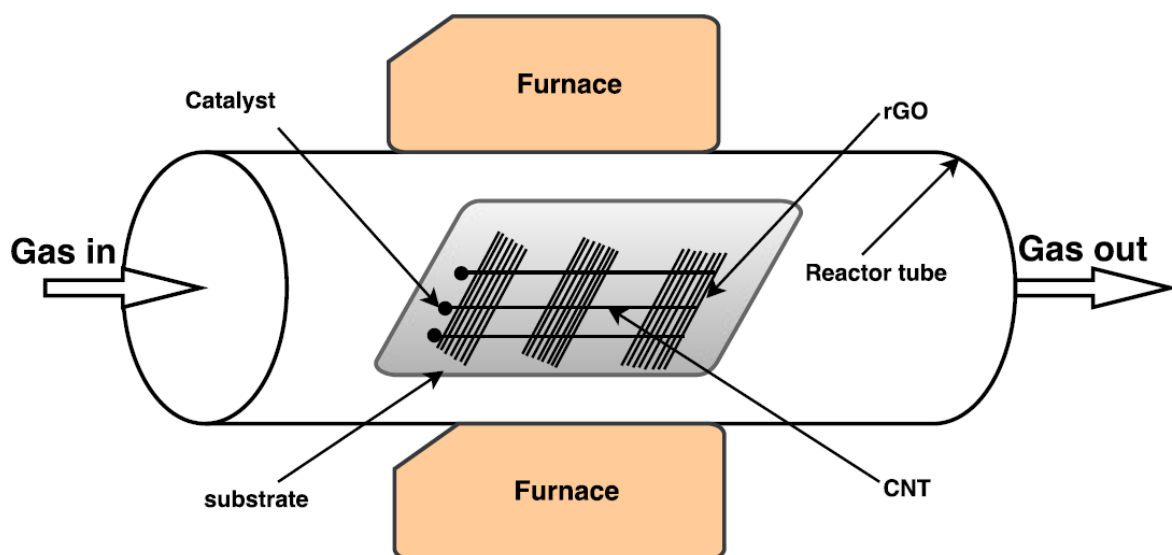 Furnace
Catalyst
rGO
Gas in
Gas out
Reactor tube
substrate
Furnace
CNT